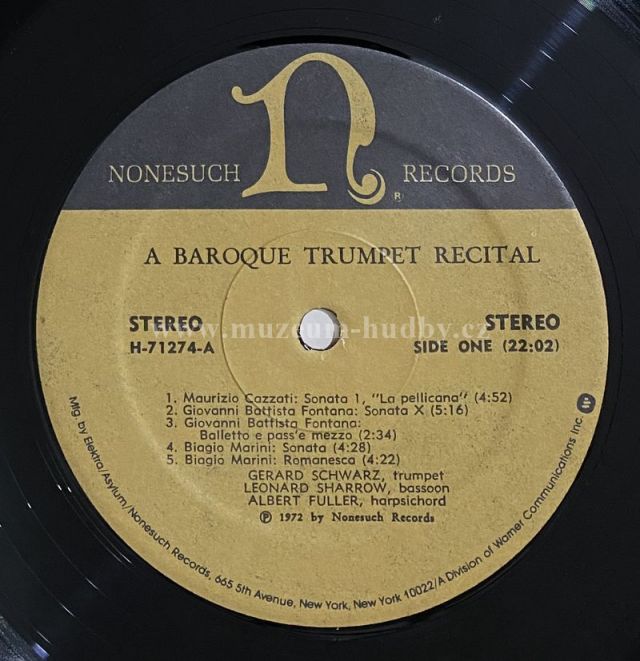 n
NONESUCH RECORDS
®
A BAROQUE TRUMPET RECITAL
STEREO STEREO
H-71274-A SIDE ONE (22:02)
www.muzeum-hudby.cz
1. Maurizio Cazzati: Sonata 1, "La pellicana" (4:52)
2. Giovanni Battista Fontana: Sonata X (5:16)
3. Giovanni Battista Fontana:
Balletto e pass'e mezzo (2:34)
4. Biagio Marini: Sonata (4:28)
5. Biagio Marini: Romanesca (4:22)
GERARD SCHWARZ, trumpet
LEONARD SHARROW, bassoon
ALBERT FULLER, harpsichord
℗ 1972 by Nonesuch Records
Mfg. by Elektra/Asylum/Nonesuch Records, 665 5th Avenue, New York, New York 10022/A Division of Warner Communications Inc.